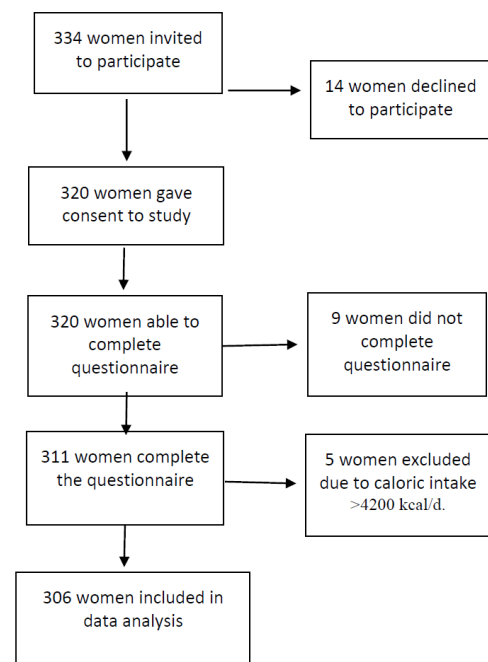 334 women invited
to participate
14 women declined
to participate
320 women gave
consent to study
320 women able to
complete
questionnaire
9 women did not
complete
questionnaire
311 women complete
the questionnaire
5 women excluded
due to caloric intake
>4200 kcal/d.
306 women included in
data analysis